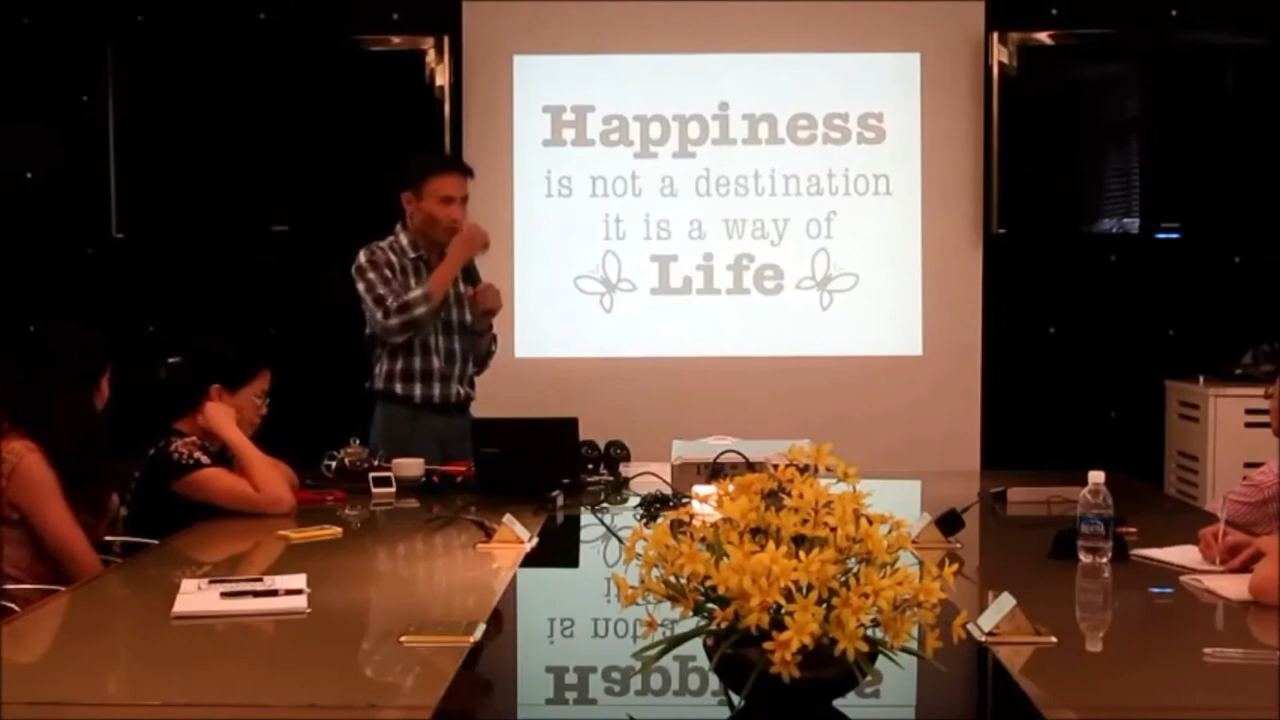 Happiness
is not a destination
it is a way of
Life